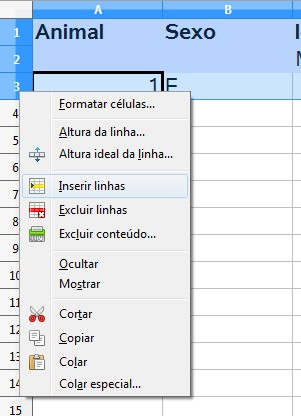 A B
1 Animal Sexo
2
3 1 F
4
Formatar células...
5
Altura da linha...
6 Altura ideal da linha...
7 Inserir linhas
8 Excluir linhas
9 Excluir conteúdo...
10 Ocultar
Mostrar
11
12 Cortar
Copiar
13 Colar
14 Colar especial...
15